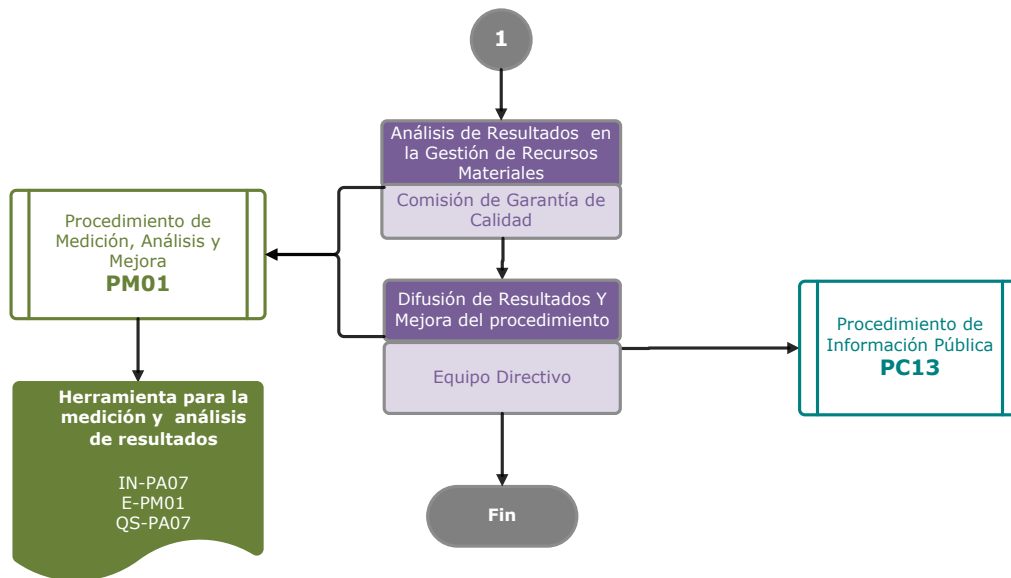 1
Análisis de Resultados en
la Gestión de Recursos
Materiales
Comisión de Garantía de
Calidad
Procedimiento de
Medición, Análisis y
Mejora
PM01
Difusión de Resultados Y
Mejora del procedimiento
Equipo Directivo
Procedimiento de
Información Pública
PC13
Herramienta para la
medición y análisis
de resultados
IN-PA07
E-PM01
QS-PA07
Fin